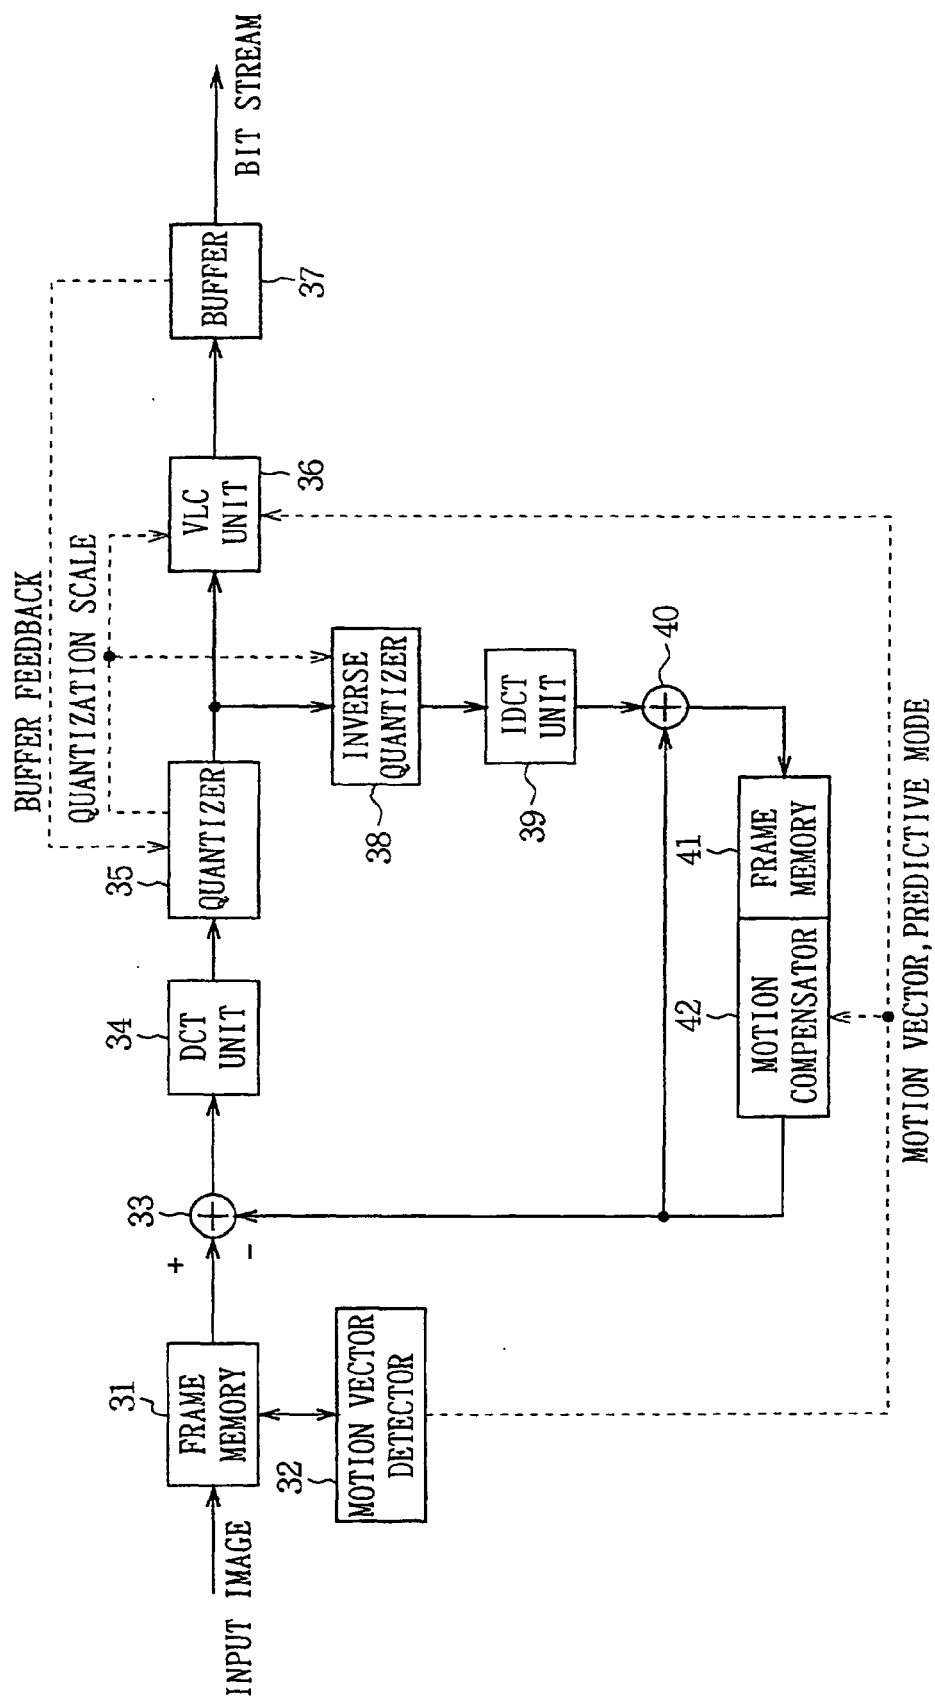 BUFFER FEEDBACK
QUANTIZATION SCALE
INPUT IMAGE
31
FRAME
MEMORY
32
MOTION VECTOR
DETECTOR
33
+
-
34
DCT
UNIT
35
QUANTIZER
VLC
UNIT
36
BUFFER
37
BIT STREAM
INVERSE
QUANTIZER
38
IDCT
UNIT
39
40
41
FRAME
MEMORY
42
MOTION
COMPENSATOR
MOTION VECTOR, PREDICTIVE MODE